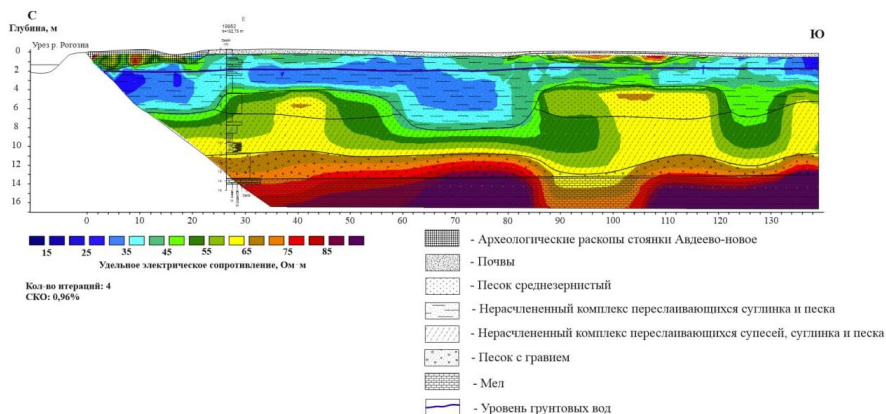 С
Глубина, м
Ю
Урез р. Рогозна
0
2
4
6
8
10
12
14
16
0 10 20 30 40 50 60 70 80 90 100 110 120 130
15 25 35 45 55 65 75 85
Удельное электрическое сопротивление, Ом·м
Кол-во итераций: 4
СКО: 0,96%
- Археологические раскопы стоянки Авдеево-новое
- Почвы
- Песок среднезернистый
- Нерасчлененный комплекс переслаивающихся суглинка и песка
- Нерасчлененный комплекс переслаивающихся супесей, суглинка и песка
- Песок с гравием
- Мел
- Уровень грунтовых вод